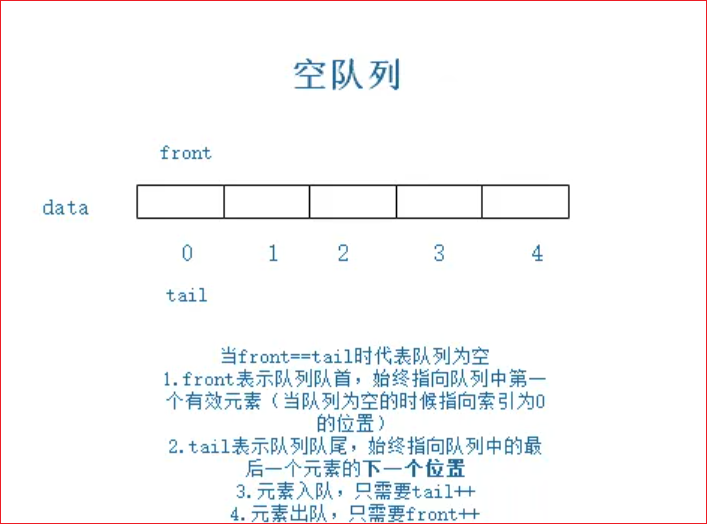 空队列
front
data
0 1 2 3 4
tail
当front==tail时代表队列为空
1.front表示队列队首，始终指向队列中第一
个有效元素（当队列为空的时候指向索引为0
的位置）
2.tail表示队列队尾，始终指向队列中的最
后一个元素的下一个位置
3.元素入队，只需要tail++
4.元素出队，只需要front++